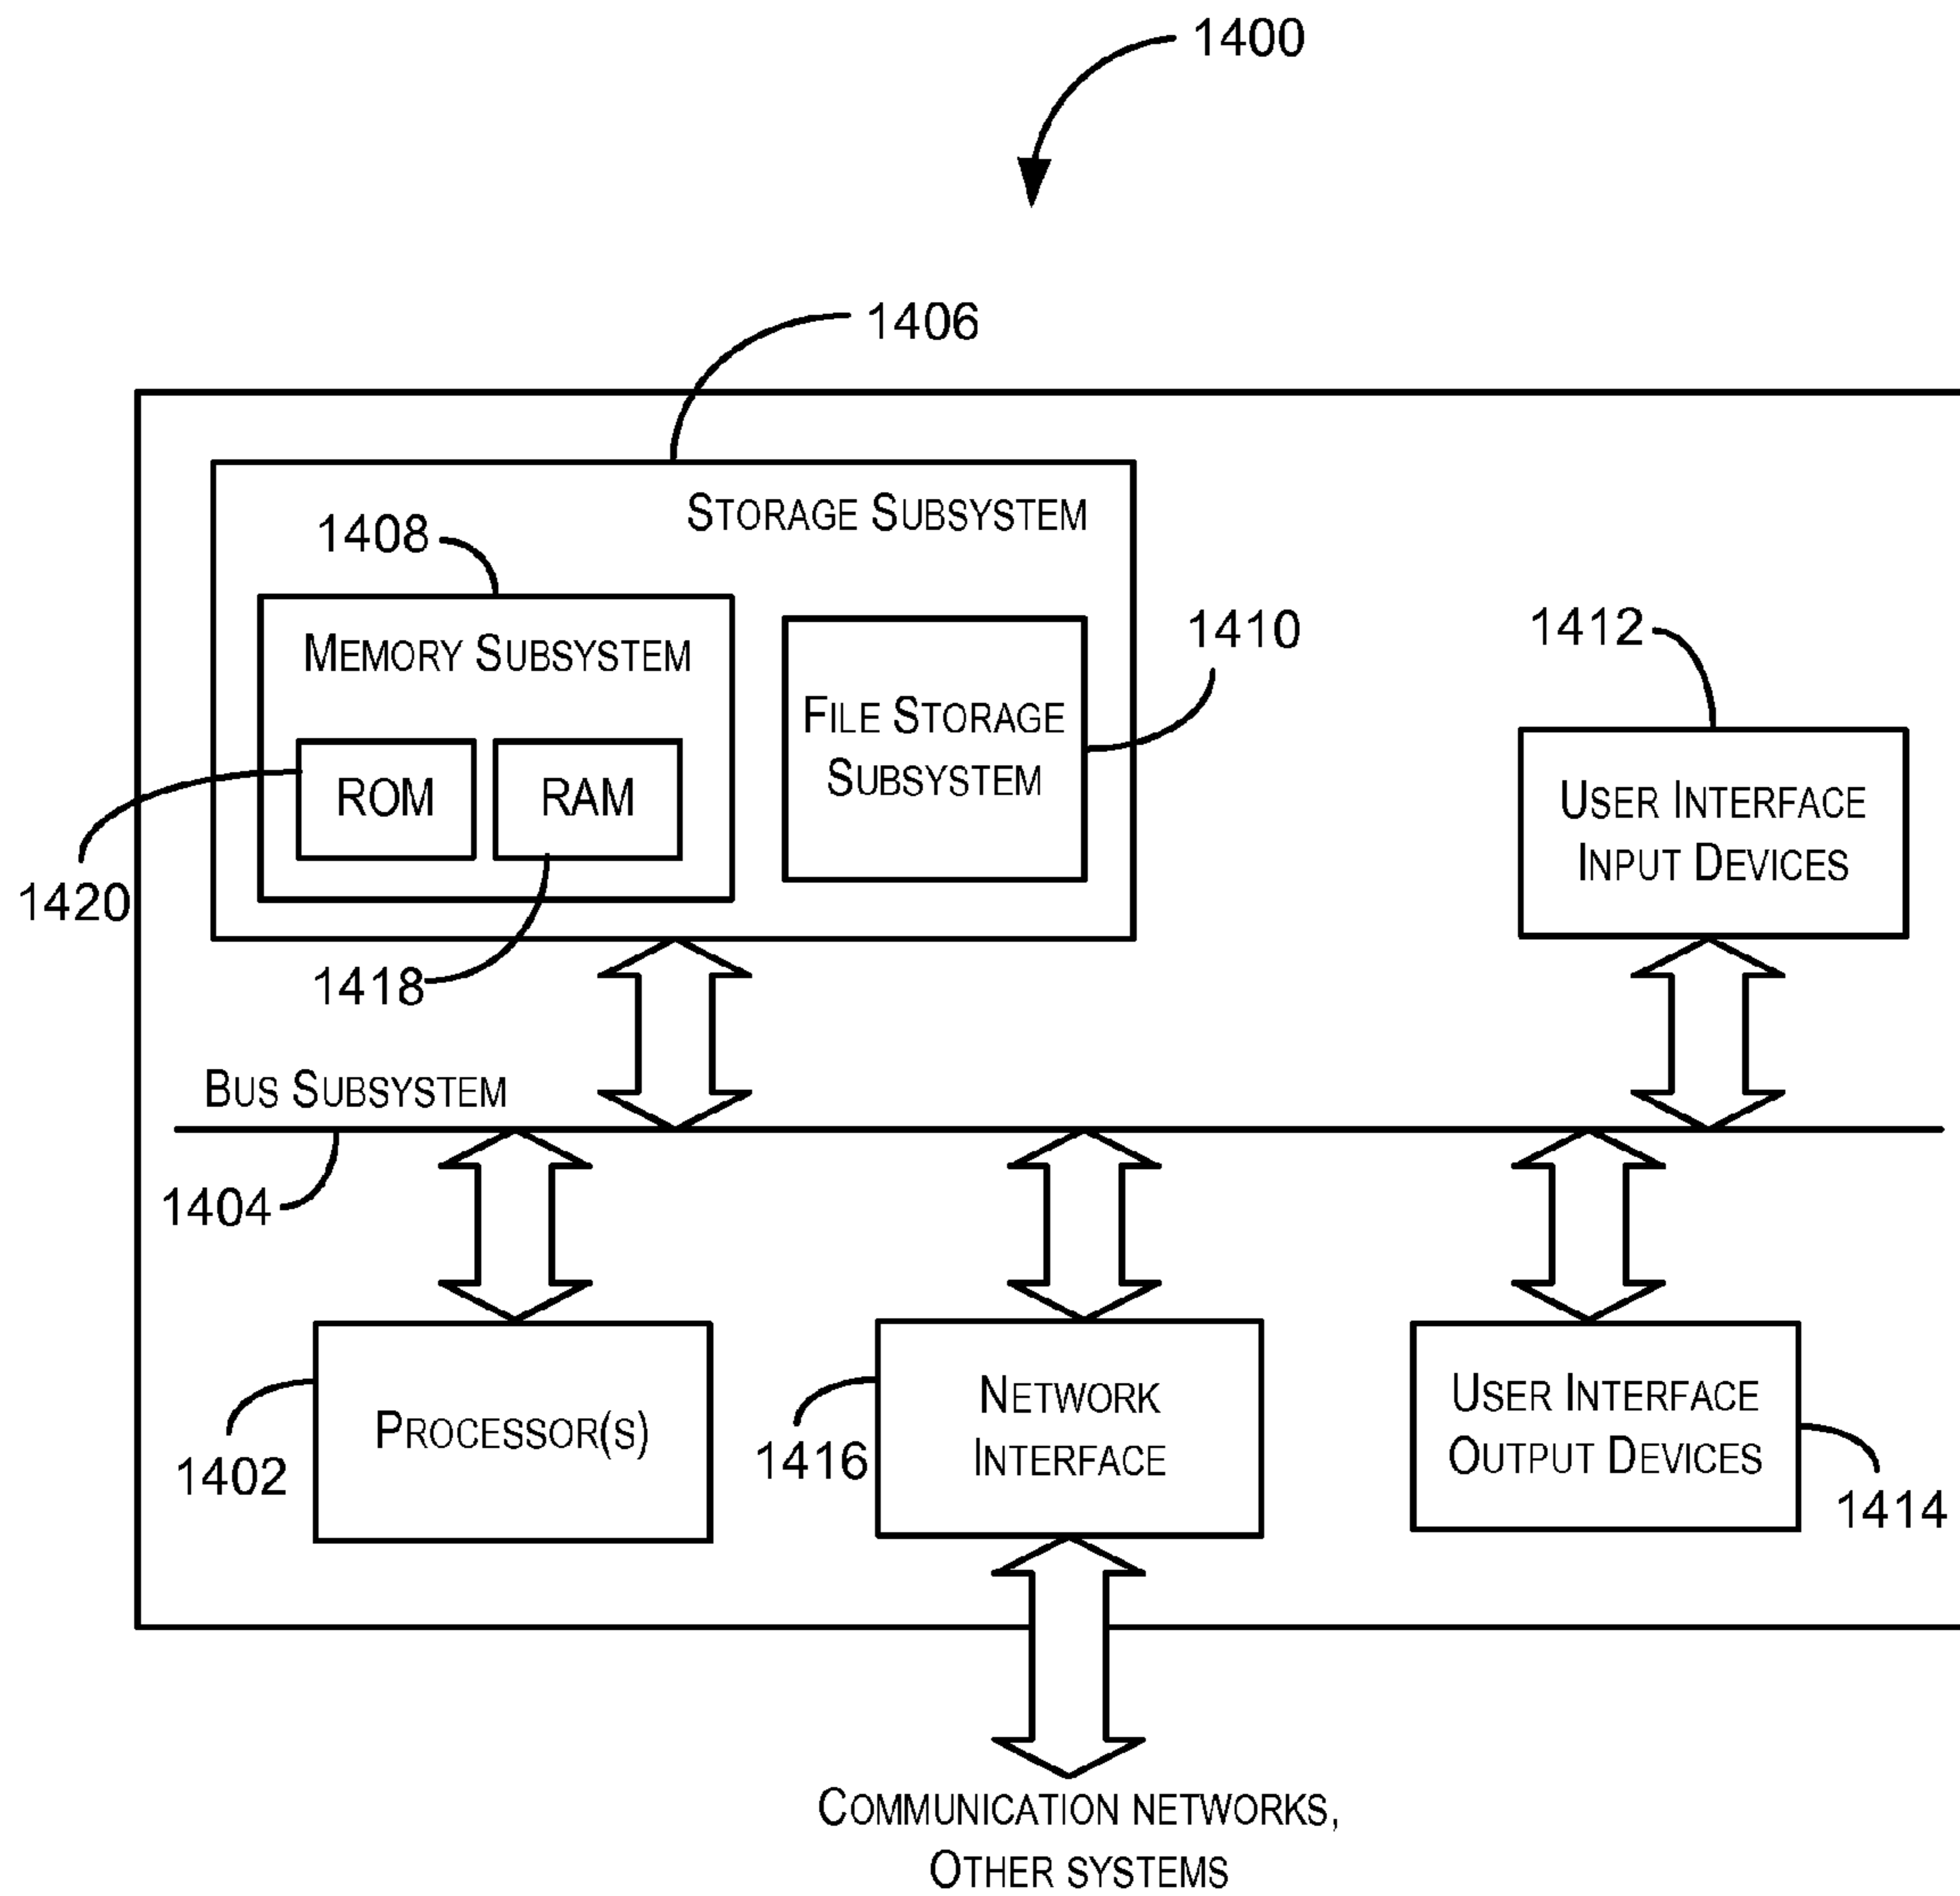 1400
1406
STORAGE SUBSYSTEM
1408
MEMORY SUBSYSTEM
1410
1412
FILE STORAGE
SUBSYSTEM
ROM
RAM
USER INTERFACE
INPUT DEVICES
1420
1418
BUS SUBSYSTEM
1404
PROCESSOR(S)
1402
NETWORK
INTERFACE
1416
USER INTERFACE
OUTPUT DEVICES
1414
COMMUNICATION NETWORKS,
OTHER SYSTEMS